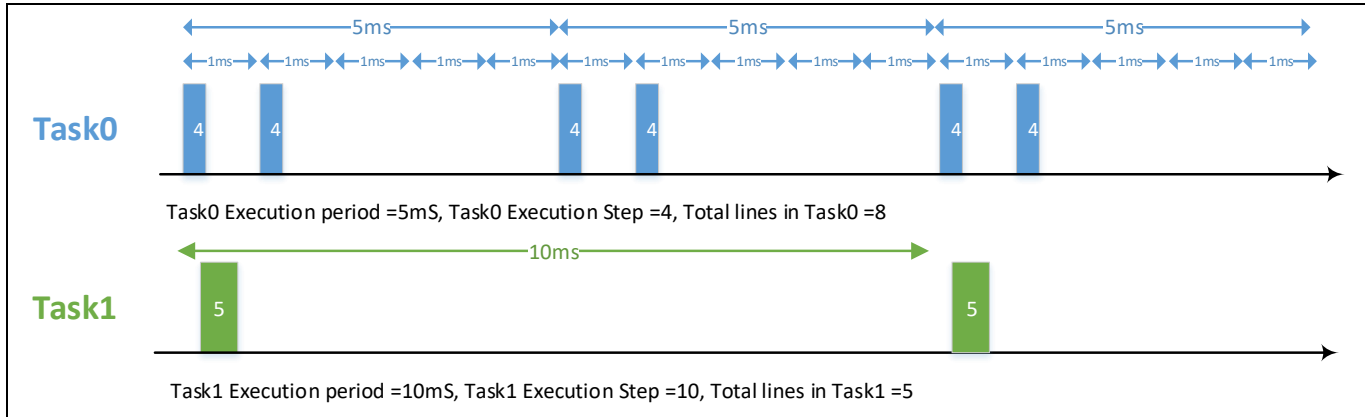 5ms 5ms 5ms
1ms 1ms 1ms 1ms 1ms 1ms 1ms 1ms 1ms 1ms 1ms 1ms 1ms 1ms 1ms
Task0 4 4 4 4 4 4
Task0 Execution period =5mS, Task0 Execution Step =4, Total lines in Task0 =8
10ms
Task1 5 5
Task1 Execution period =10mS, Task1 Execution Step =10, Total lines in Task1 =5